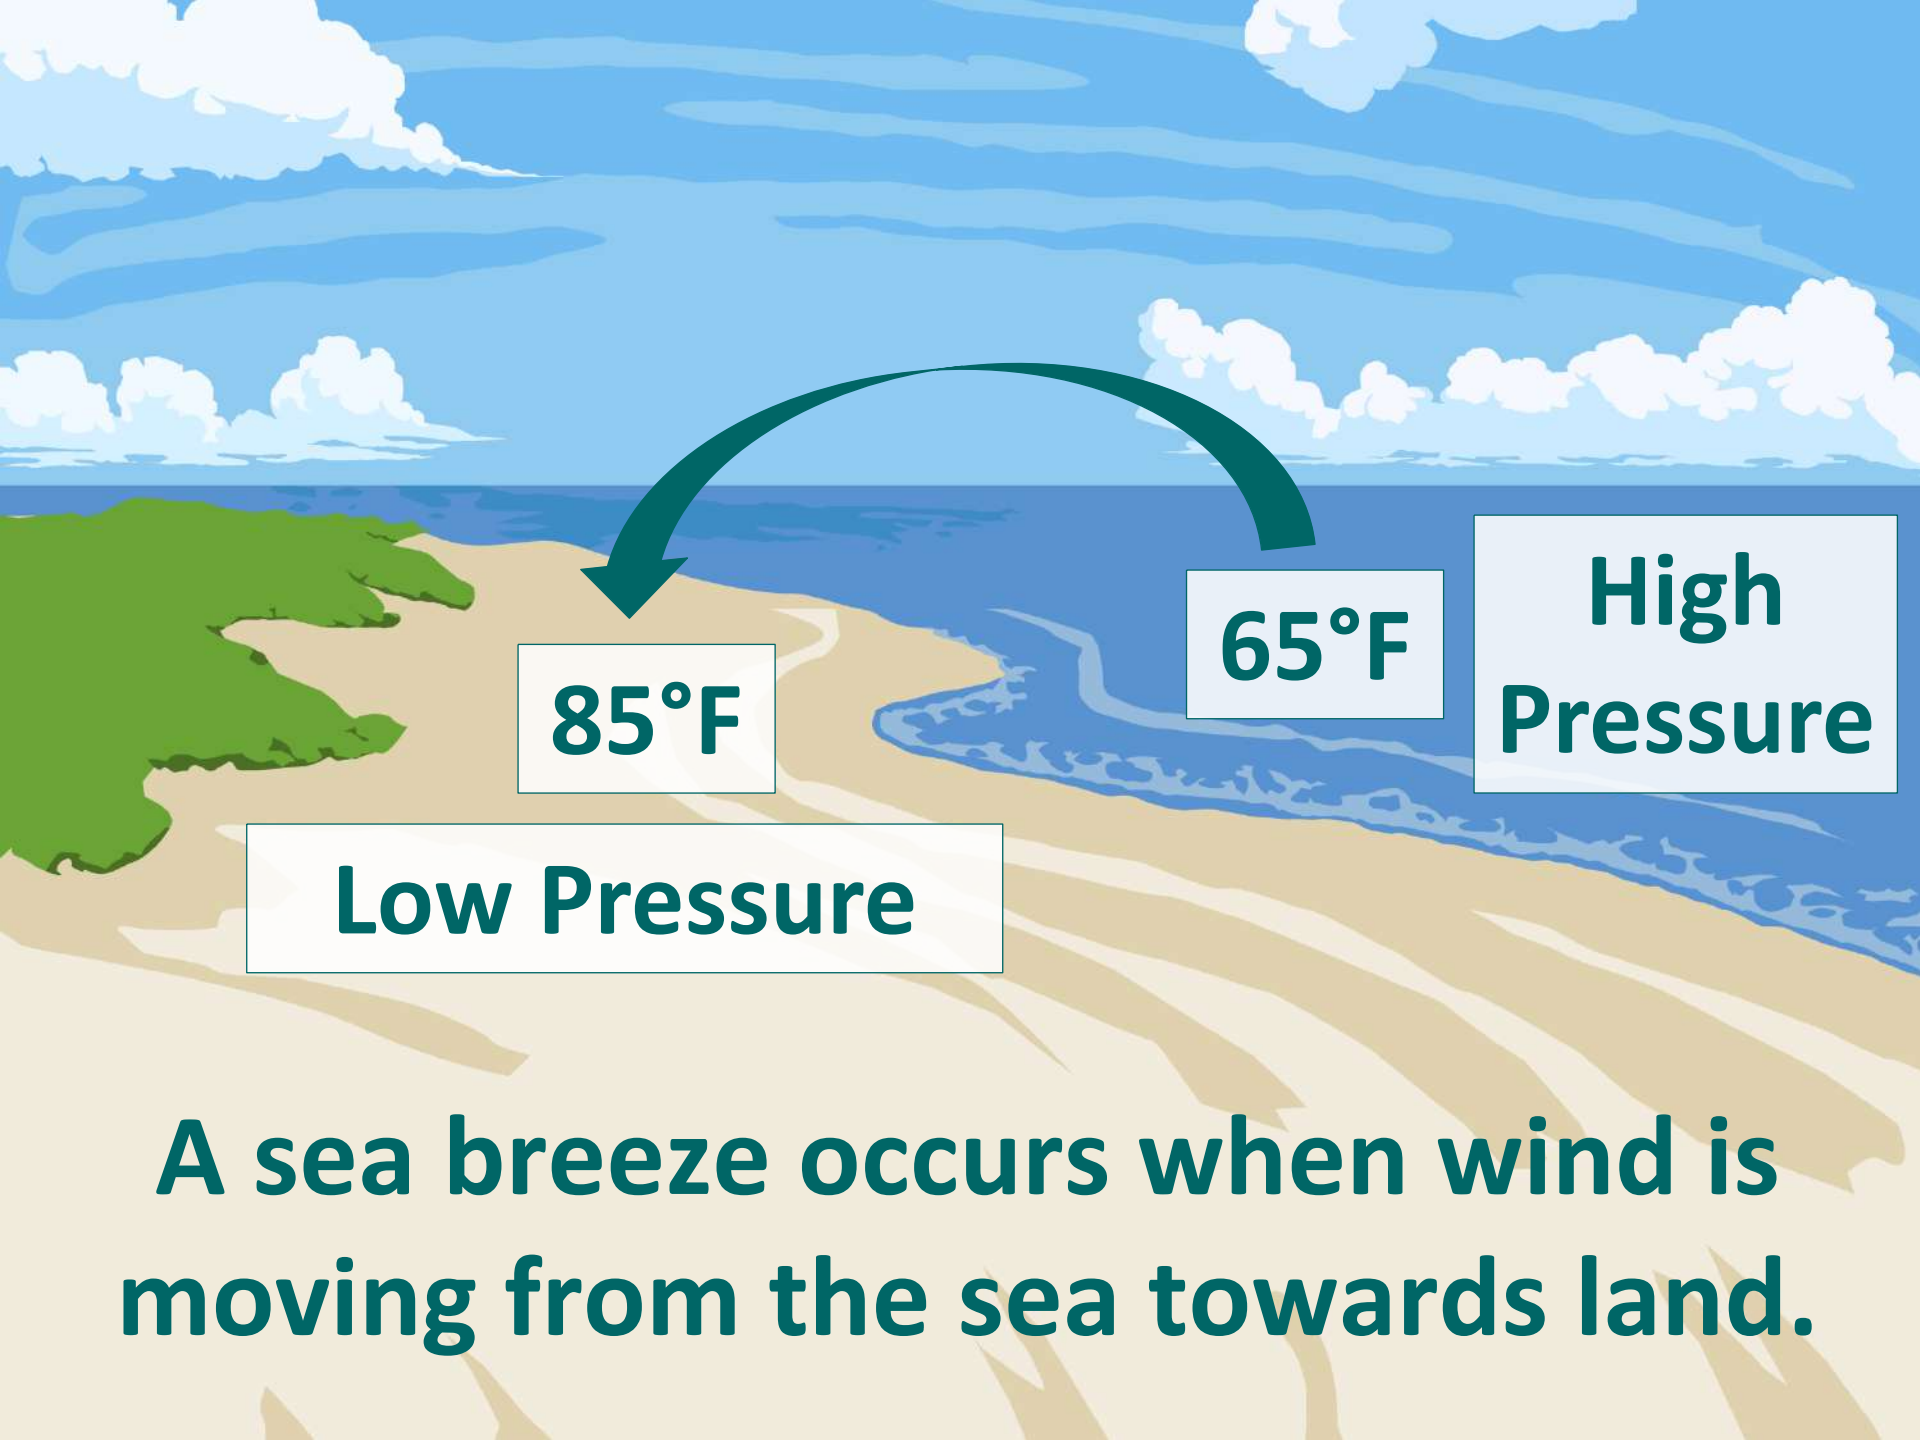 High
Pressure
65°F
85°F
Low Pressure
A sea breeze occurs when wind is
moving from the sea towards land.